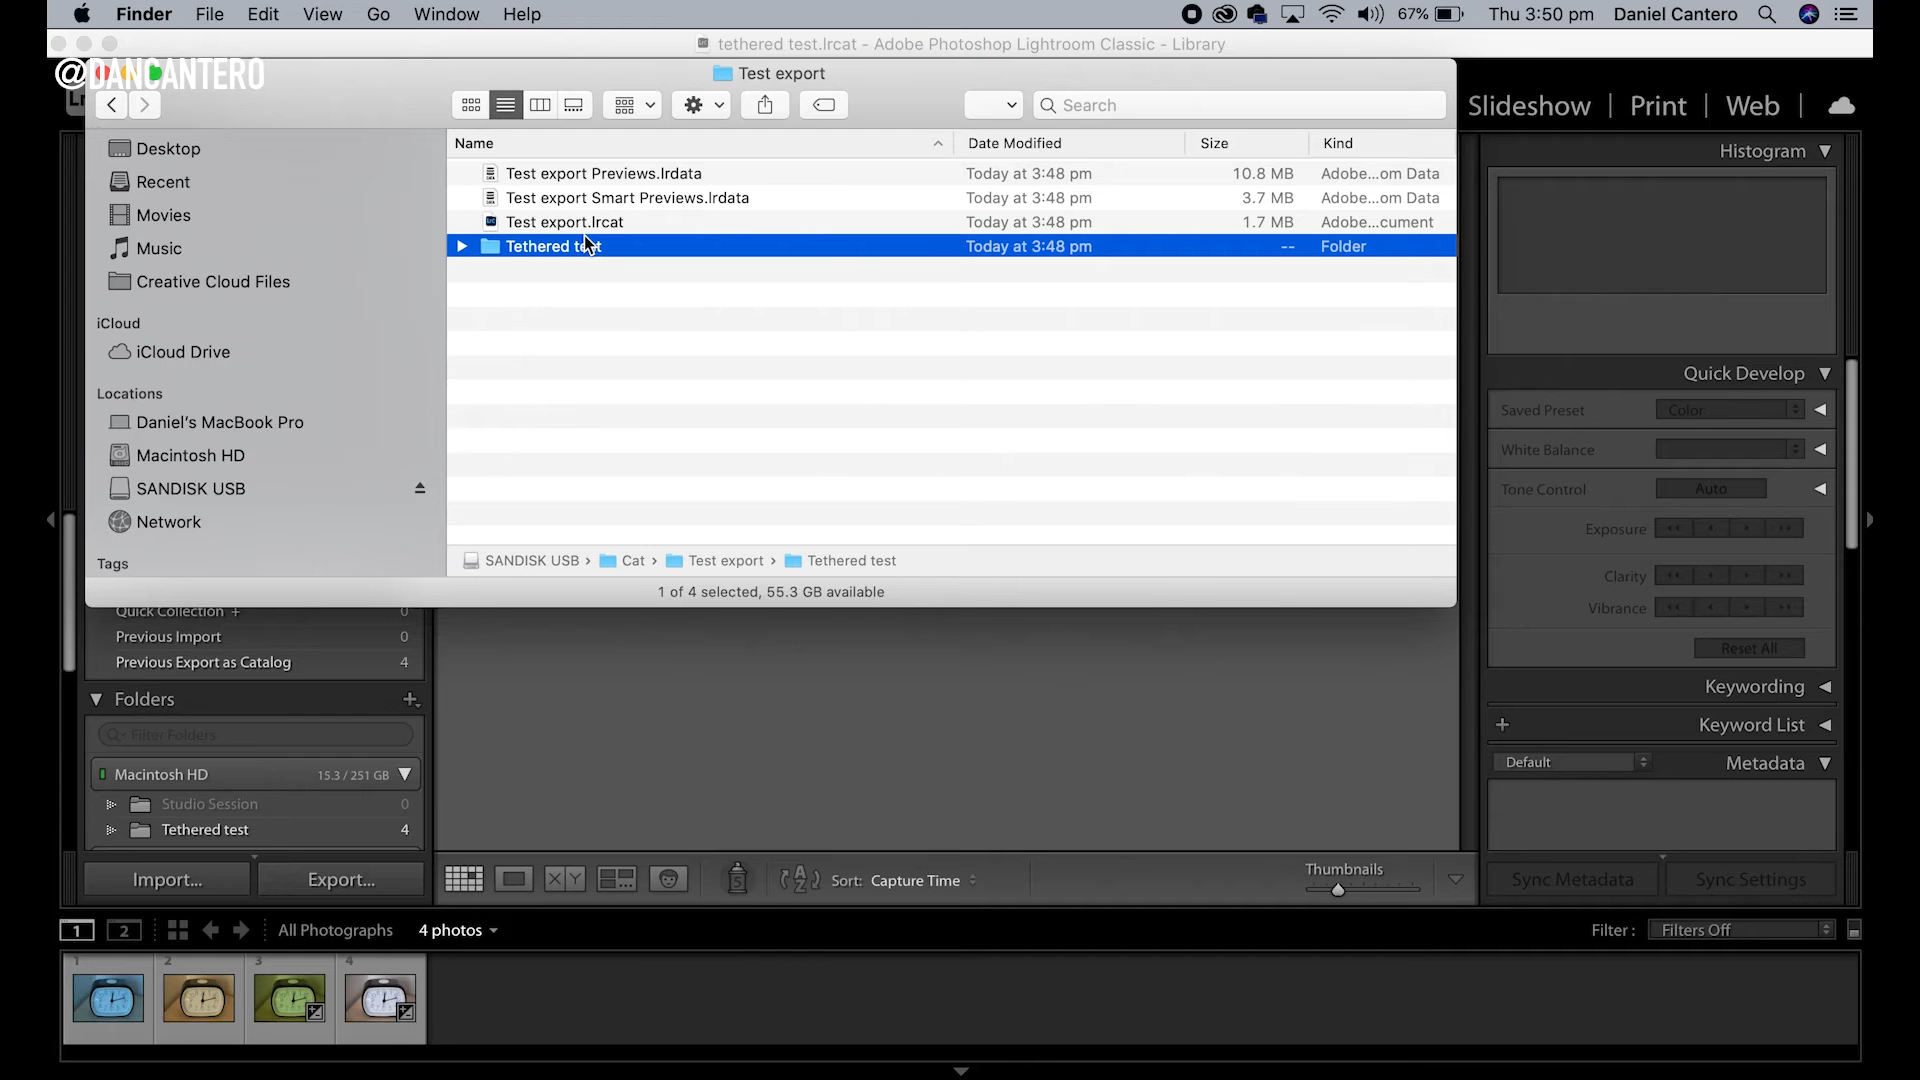 Finder File Edit View Go Window Help 67% Thu 3:50 pm Daniel Cantero
tethered test.lrcat - Adobe Photoshop Lightroom Classic - Library
@DANCANTERO
Test export
Search
Slideshow | Print | Web |
Desktop
Recent
Movies
Music
Creative Cloud Files
iCloud
iCloud Drive
Locations
Daniel's MacBook Pro
Macintosh HD
SANDISK USB
Network
Tags
Name Date Modified Size Kind
Test export Previews.lrdata Today at 3:48 pm 10.8 MB Adobe...om Data
Test export Smart Previews.lrdata Today at 3:48 pm 3.7 MB Adobe...om Data
Test export.lrcat Today at 3:48 pm 1.7 MB Adobe...cument
Tethered test Today at 3:48 pm -- Folder
SANDISK USB › Cat › Test export › Tethered test
1 of 4 selected, 55.3 GB available
Quick Collection + 0
Previous Import 0
Previous Export as Catalog 4
Folders
Filter Folders
Macintosh HD 15.3 / 251 GB
Studio Session 0
Tethered test 4
Import... Export...
Histogram
Quick Develop
Saved Preset Color
White Balance
Tone Control Auto
Exposure
Clarity
Vibrance
Reset All
Keywording
Keyword List
Default Metadata
Sync Metadata Sync Settings
XY Sort: Capture Time Thumbnails
1 2 All Photographs 4 photos Filter : Filters Off
1 2 3 4